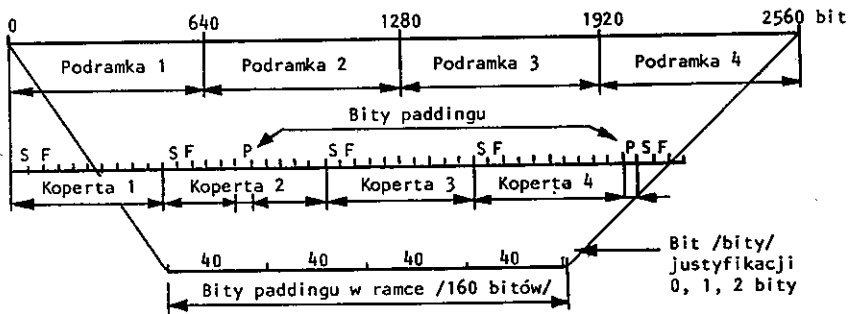 0 640 1280 1920 2560 bit
Podramka 1 Podramka 2 Podramka 3 Podramka 4
Bity paddingu
S F S F P S F S F P S F
Koperta 1 Koperta 2 Koperta 3 Koperta 4
40 40 40 40
Bity paddingu w ramce /160 bitów/
Bit /bity/
justyfikacji
0, 1, 2 bity